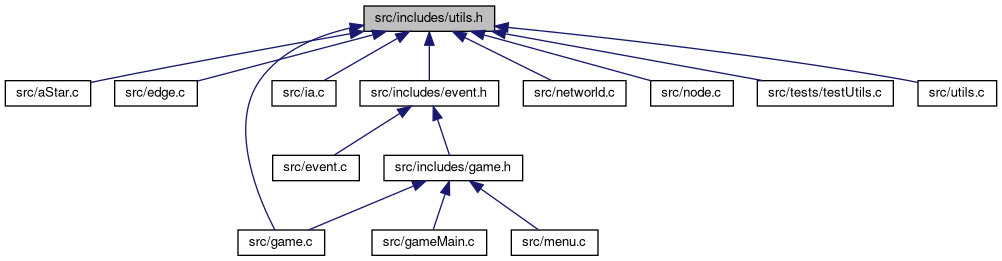 src/includes/utils.h
src/aStar.c
src/edge.c
src/ia.c
src/includes/event.h
src/networld.c
src/node.c
src/tests/testUtils.c
src/utils.c
src/event.c
src/includes/game.h
src/game.c
src/gameMain.c
src/menu.c